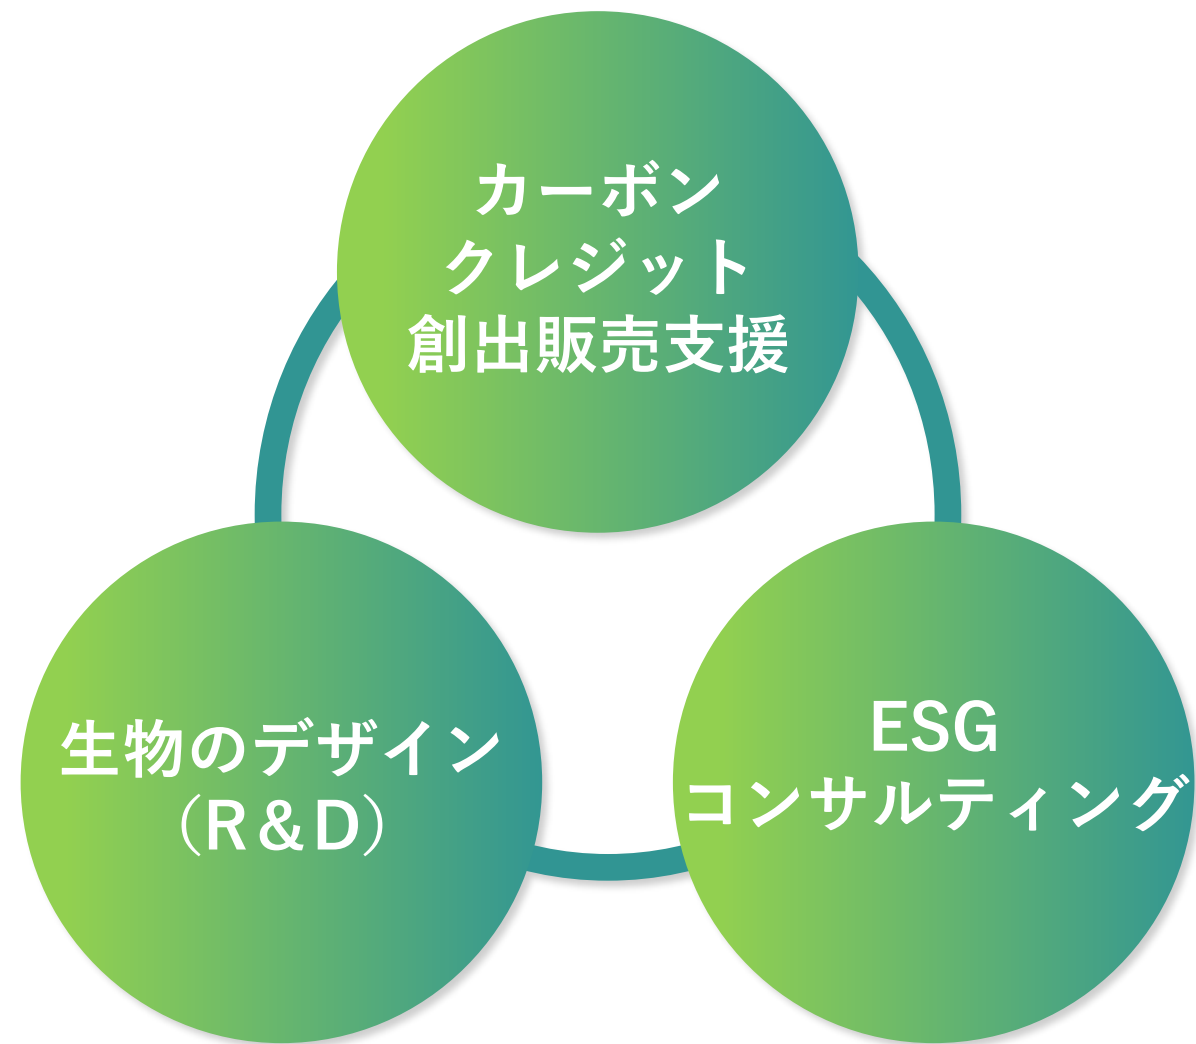 カーボン
クレジット
創出販売支援
生物のデザイン
（R＆D）
ESG
コンサルティング